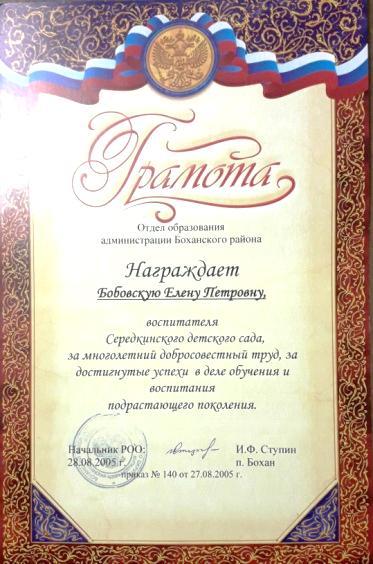 Грамота
Отдел образования
администрации Боханского района
Награждает
Бобовскую Елену Петровну,
воспитателя
Середкинского детского сада,
за многолетний добросовестный труд, за
достигнутые успехи в деле обучения и
воспитания
подрастающего поколения.
Начальник РОО: И.Ф. Ступин
28.08.2005 г. п. Бохан
приказ № 140 от 27.08.2005 г.